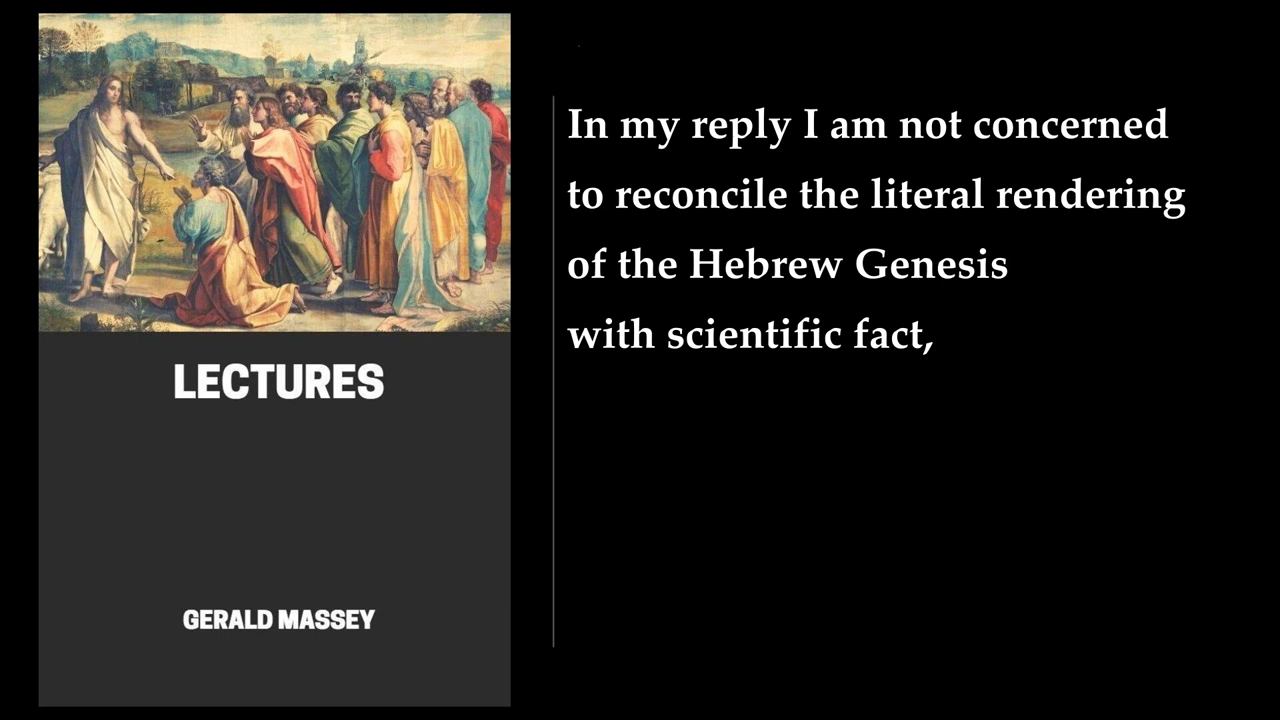 LECTURES
GERALD MASSEY
In my reply I am not concerned
to reconcile the literal rendering
of the Hebrew Genesis
with scientific fact,